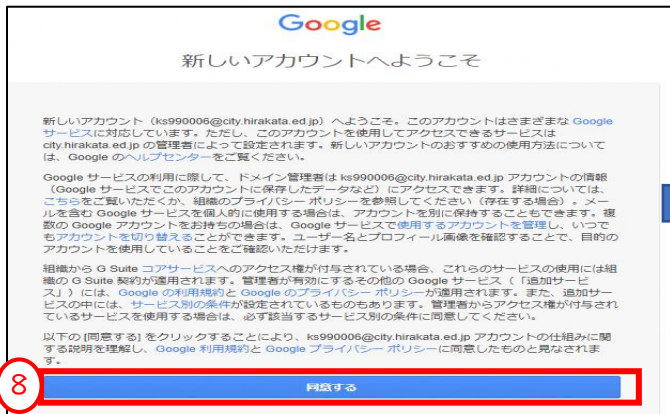 Google
新しいアカウントへようこそ
新しいアカウント（ks990006@city.hirakata.ed.jp）へようこそ。このアカウントはさまざまな Google
サービスに対応しています。ただし、このアカウントを使用してアクセスできるサービスは
city.hirakata.ed.jp の管理者によって設定されます。新しいアカウントのおすすめの使用方法について
は、Google のヘルプセンターをご覧ください。
Google サービスの利用に際して、ドメイン管理者は ks990006@city.hirakata.ed.jp アカウントの情報
（Google サービスでこのアカウントに保存したデータなど）にアクセスできます。詳細については、
こちらをご覧いただくか、組織のプライバシー ポリシーを参照してください（存在する場合）。メー
ルを含む Google サービスを個人的に使用する場合は、アカウントを別に保持することもできます。複
数の Google アカウントをお持ちの場合は、Google サービスで使用するアカウントを管理し、いつで
もアカウントを切り替えることができます。ユーザー名とプロフィール画像を確認することで、目的の
アカウントを使用していることをご確認いただけます。
組織から G Suite コアサービスへのアクセス権が付与されている場合、これらのサービスの使用には組
織の G Suite 契約が適用されます。管理者が有効にするその他の Google サービス（「追加サービ
ス」）には、Google の利用規約と Google のプライバシー ポリシーが適用されます。また、追加サー
ビスの中には、サービス別の条件が設定されているものもあります。管理者からアクセス権が付与され
ているサービスを使用する場合は、必ず該当するサービス別の条件に同意してください。
以下の [同意する] をクリックすることにより、ks990006@city.hirakata.ed.jp アカウントの仕組みに関
する説明を理解し、Google 利用規約と Google プライバシー ポリシーに同意したものと見なされま
す。
8
同意する